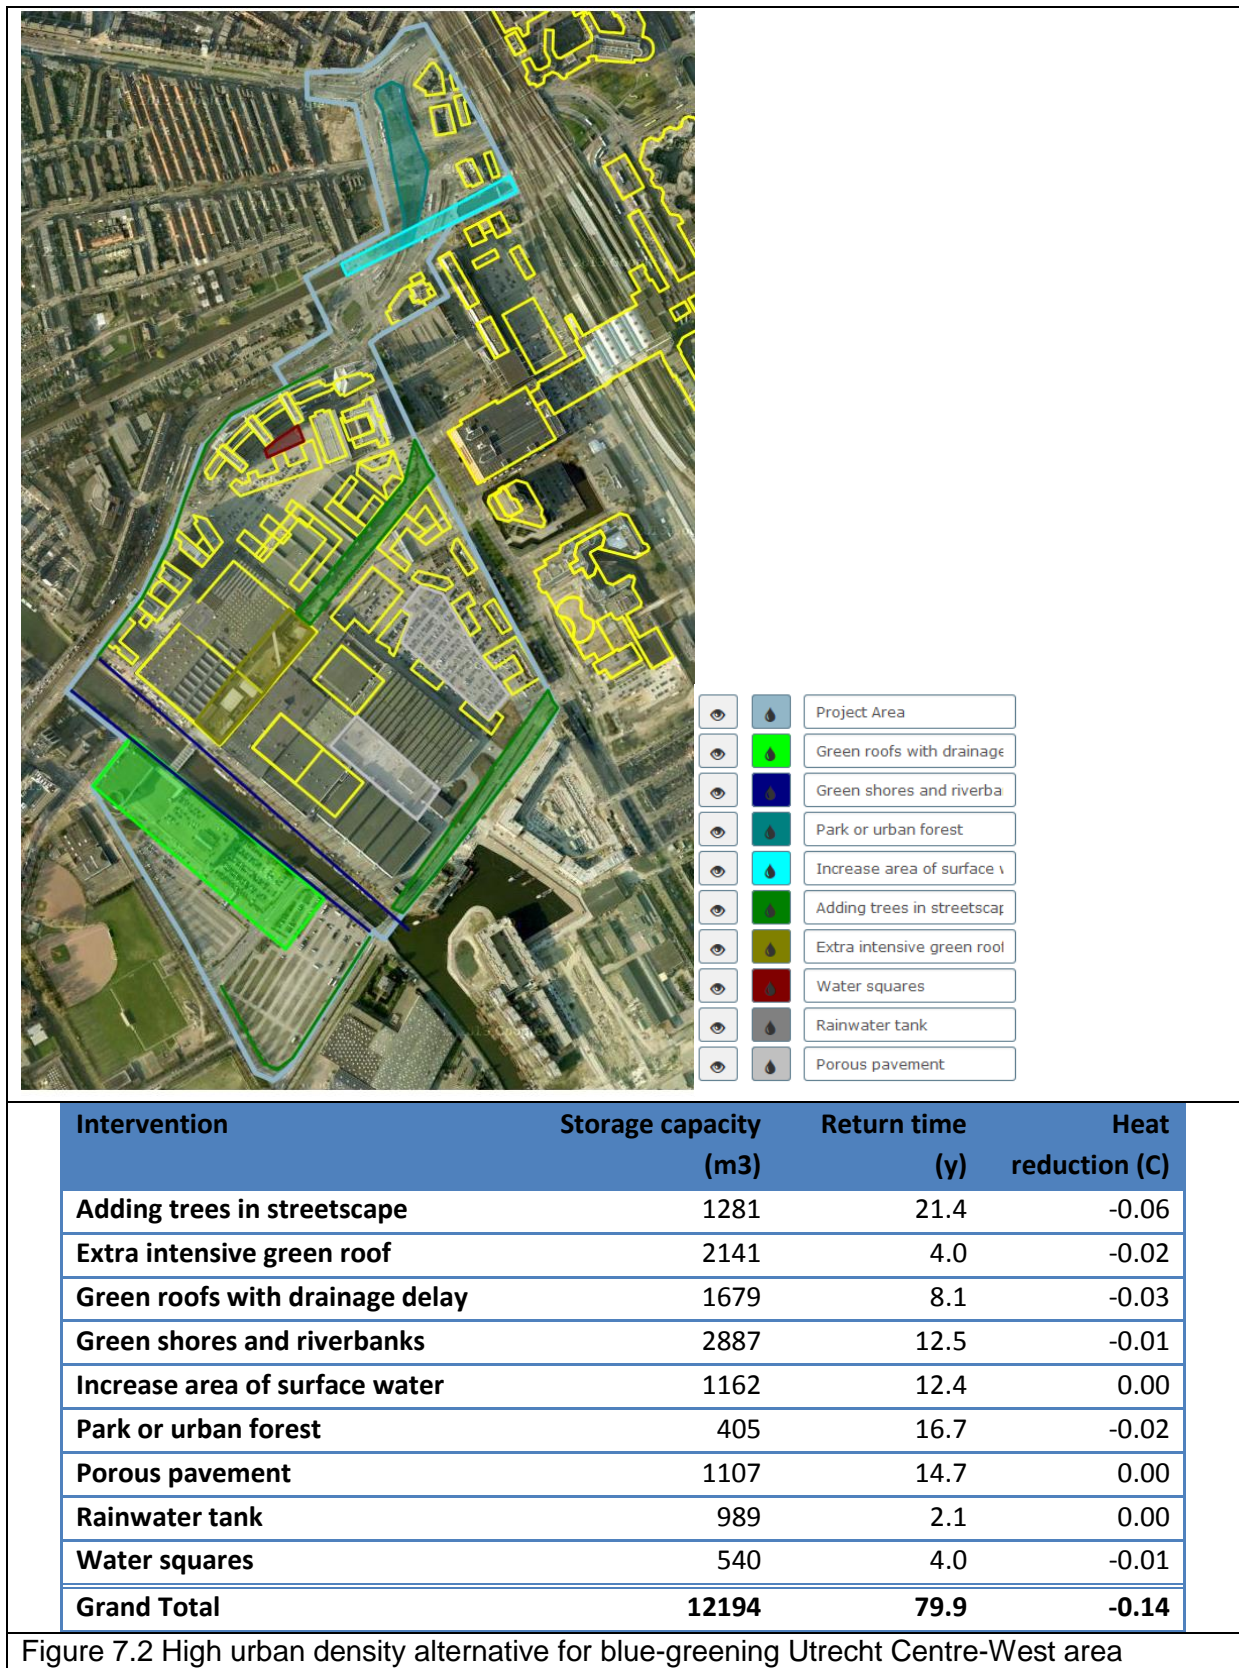 Project Area
Green roofs with drainage
Green shores and riverba
Park or urban forest
Increase area of surface
Adding trees in streetscap
Extra intensive green roof
Water squares
Rainwater tank
Porous pavement
Intervention Storage capacity (m3) Return time (y) Heat reduction (C)
Adding trees in streetscape 1281 21.4 -0.06
Extra intensive green roof 2141 4.0 -0.02
Green roofs with drainage delay 1679 8.1 -0.03
Green shores and riverbanks 2887 12.5 -0.01
Increase area of surface water 1162 12.4 0.00
Park or urban forest 405 16.7 -0.02
Porous pavement 1107 14.7 0.00
Rainwater tank 989 2.1 0.00
Water squares 540 4.0 -0.01
Grand Total 12194 79.9 -0.14
Figure 7.2 High urban density alternative for blue-greening Utrecht Centre-West area